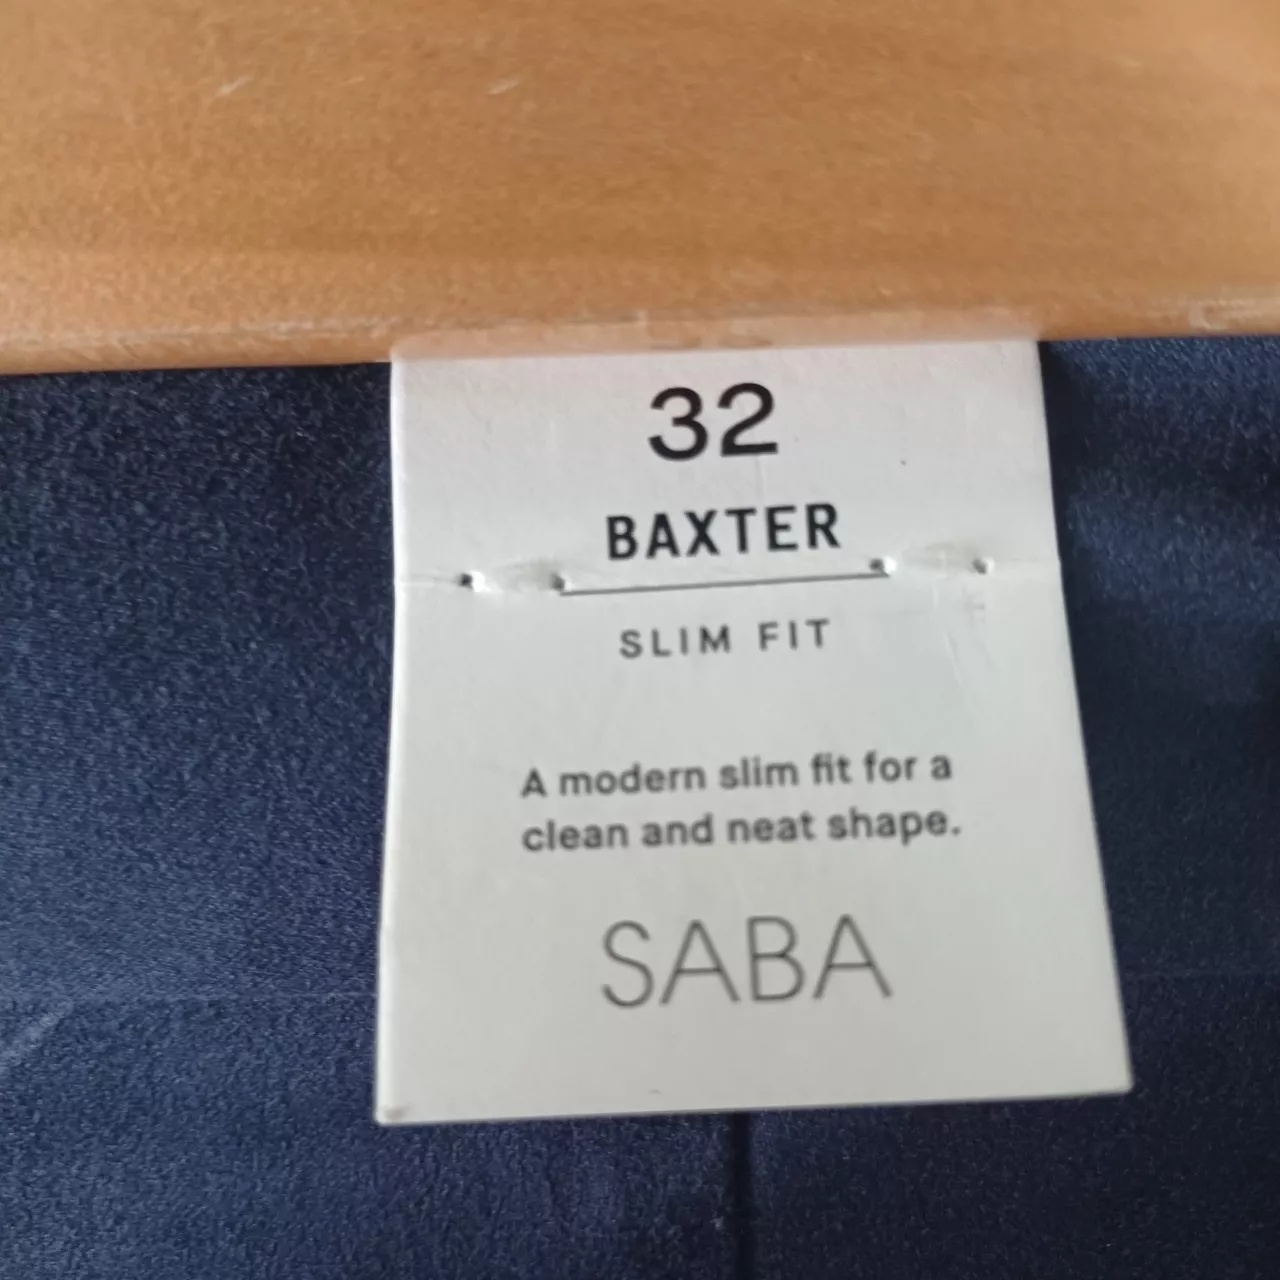 32
BAXTER
SLIM FIT
A modern slim fit for a
clean and neat shape.
SABA